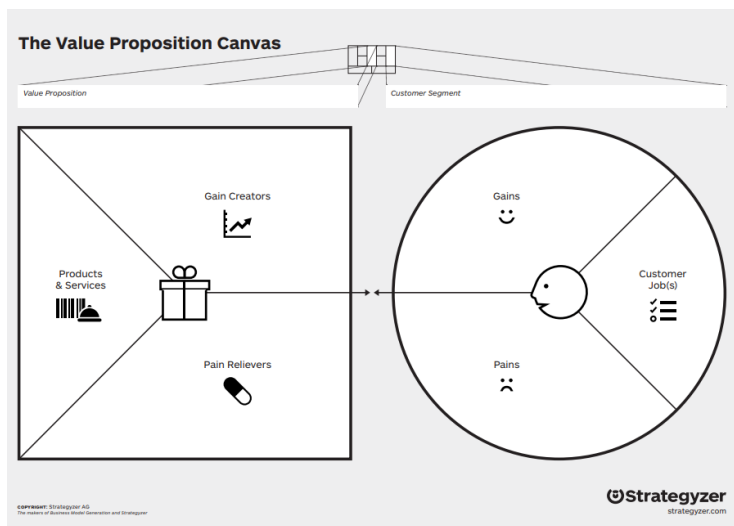 The Value Proposition Canvas
Value Proposition
Customer Segment
Gain Creators
Gains
Products
& Services
Customer
Job(s)
Pain Relievers
Pains
COPYRIGHT: Strategyzer AG
The makers of Business Model Generation and Strategyzer
Strategyzer
strategyzer.com